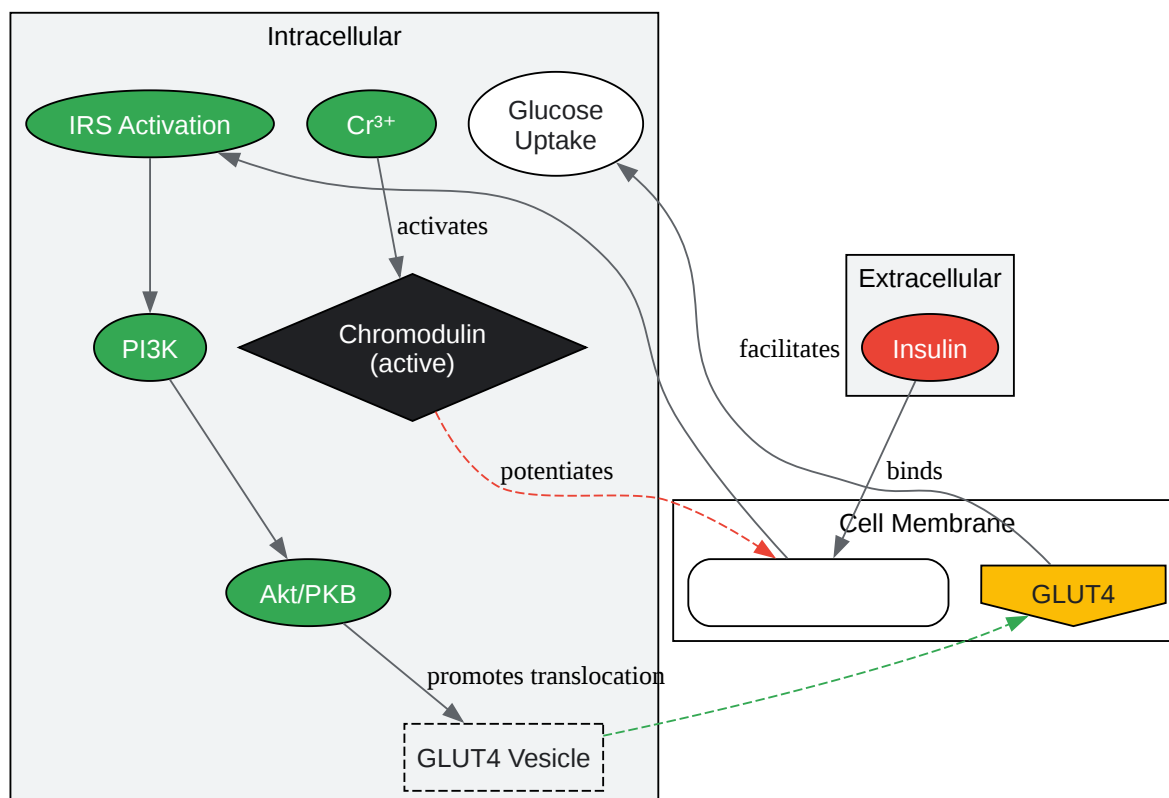 Intracellular
IRS Activation
Cr³⁺
Glucose
Uptake
activates
Extracellular
PI3K
Chromodulin
(active)
facilitates
Insulin
potentiates
binds
Cell Membrane
Akt/PKB
GLUT4
promotes translocation
GLUT4 Vesicle